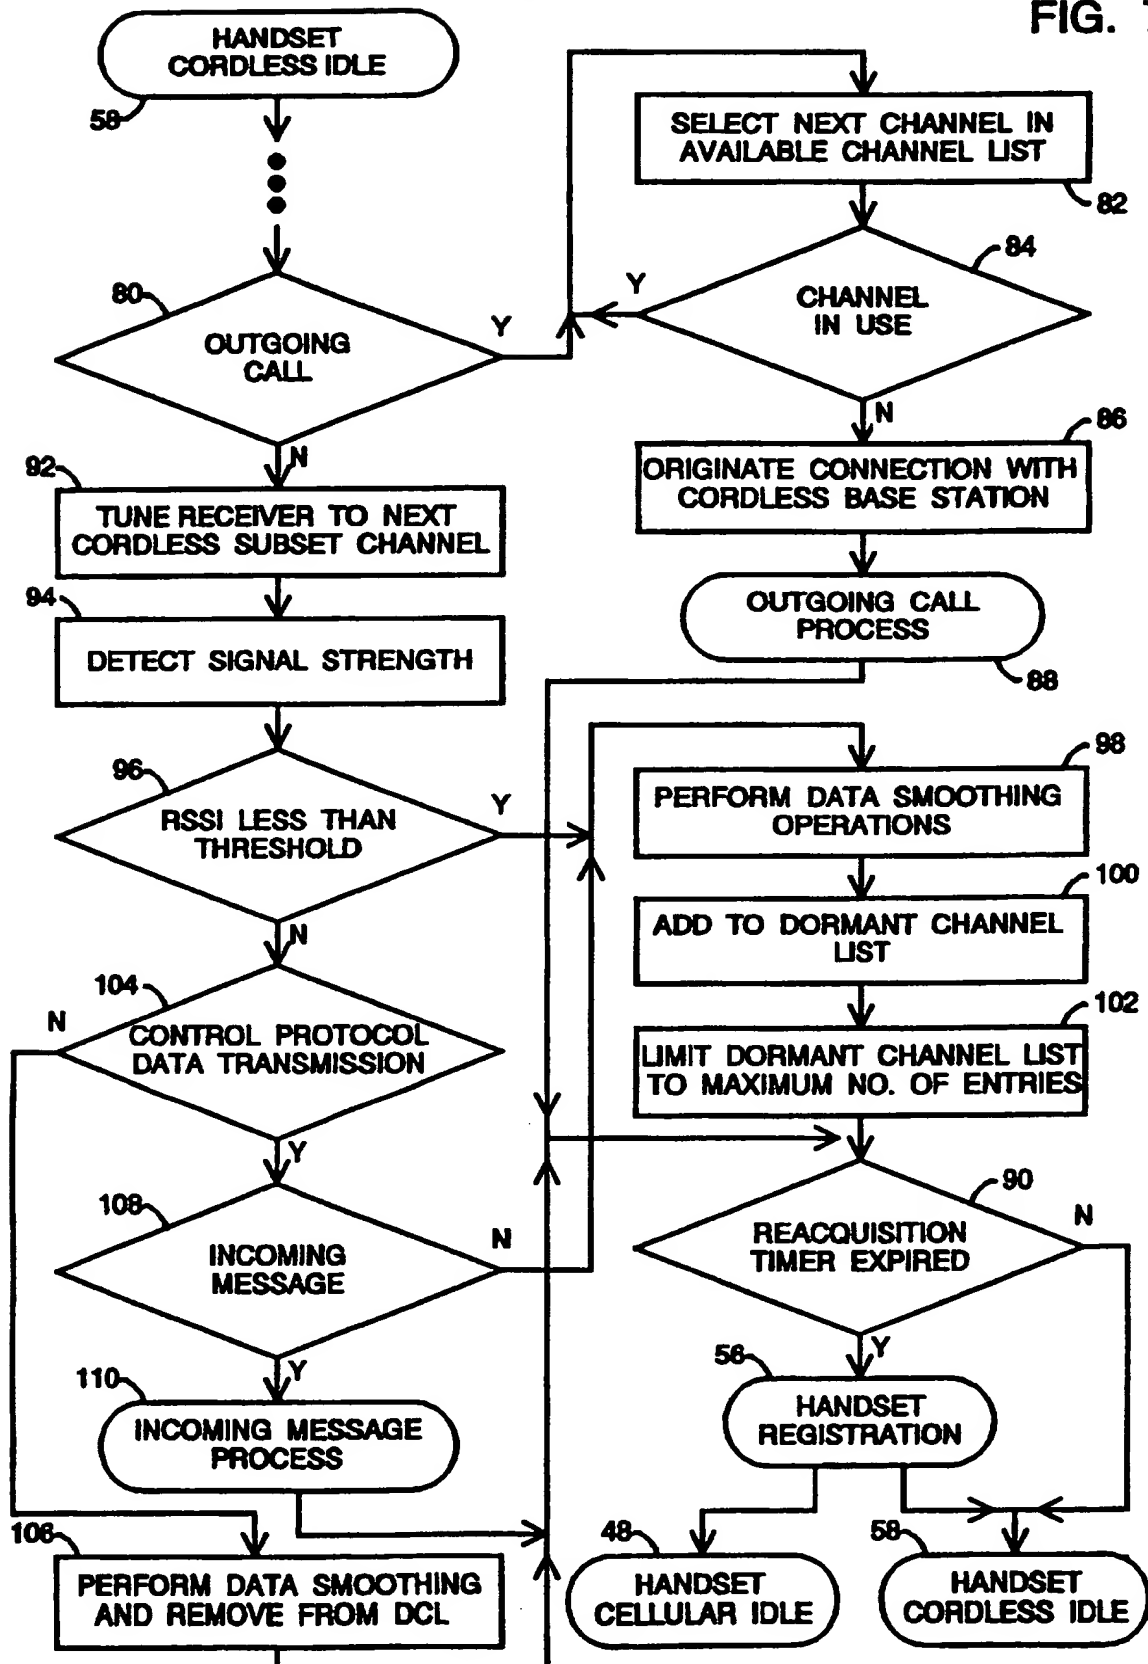 FIG. 7
HANDSET
CORDLESS IDLE
58
80
OUTGOING
CALL
Y
N
SELECT NEXT CHANNEL IN
AVAILABLE CHANNEL LIST
82
84
CHANNEL
IN USE
Y
N
86
ORIGINATE CONNECTION WITH
CORDLESS BASE STATION
OUTGOING CALL
PROCESS
88
92
TUNE RECEIVER TO NEXT
CORDLESS SUBSET CHANNEL
94
DETECT SIGNAL STRENGTH
96
RSSI LESS THAN
THRESHOLD
Y
N
98
PERFORM DATA SMOOTHING
OPERATIONS
100
ADD TO DORMANT CHANNEL
LIST
102
LIMIT DORMANT CHANNEL LIST
TO MAXIMUM NO. OF ENTRIES
104
CONTROL PROTOCOL
DATA TRANSMISSION
N
Y
108
INCOMING
MESSAGE
N
Y
90
REACQUISITION
TIMER EXPIRED
N
Y
110
INCOMING MESSAGE
PROCESS
56
HANDSET
REGISTRATION
106
PERFORM DATA SMOOTHING
AND REMOVE FROM DCL
48
HANDSET
CELLULAR IDLE
58
HANDSET
CORDLESS IDLE